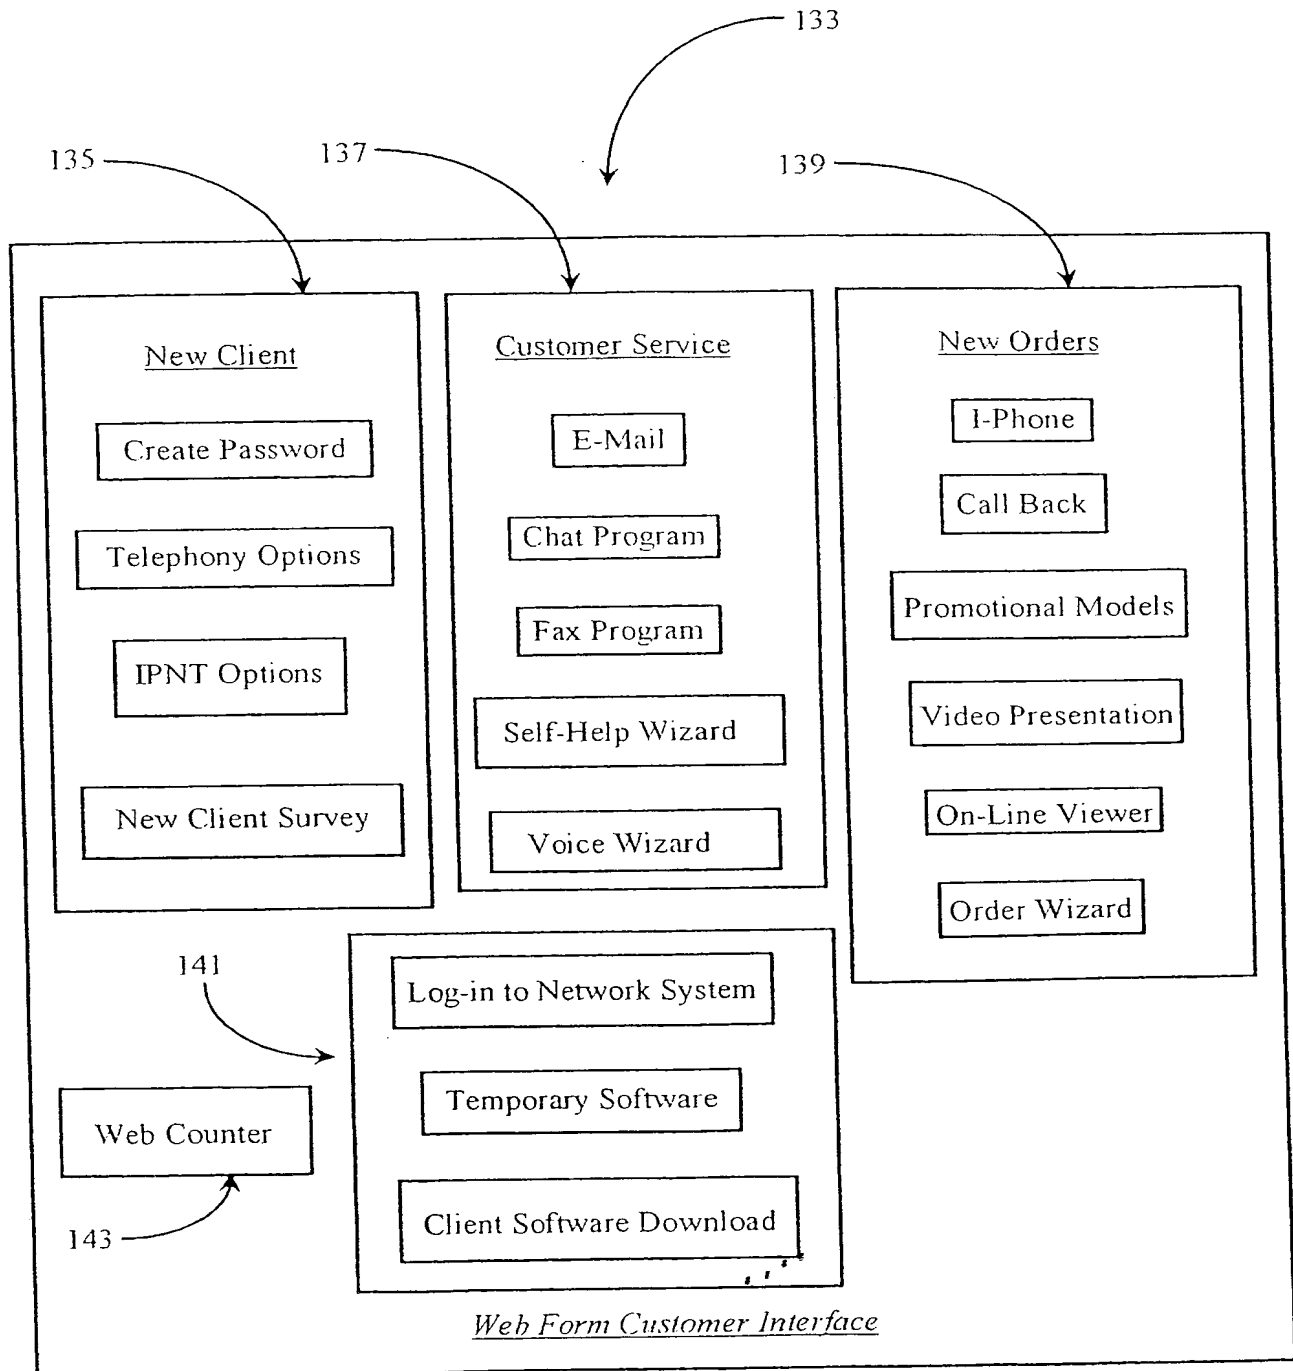 133
135
137
139
New Client
Create Password
Telephony Options
IPNT Options
New Client Survey
Customer Service
E-Mail
Chat Program
Fax Program
Self-Help Wizard
Voice Wizard
New Orders
I-Phone
Call Back
Promotional Models
Video Presentation
On-Line Viewer
Order Wizard
141
Log-in to Network System
Temporary Software
Client Software Download
Web Counter
143
Web Form Customer Interface